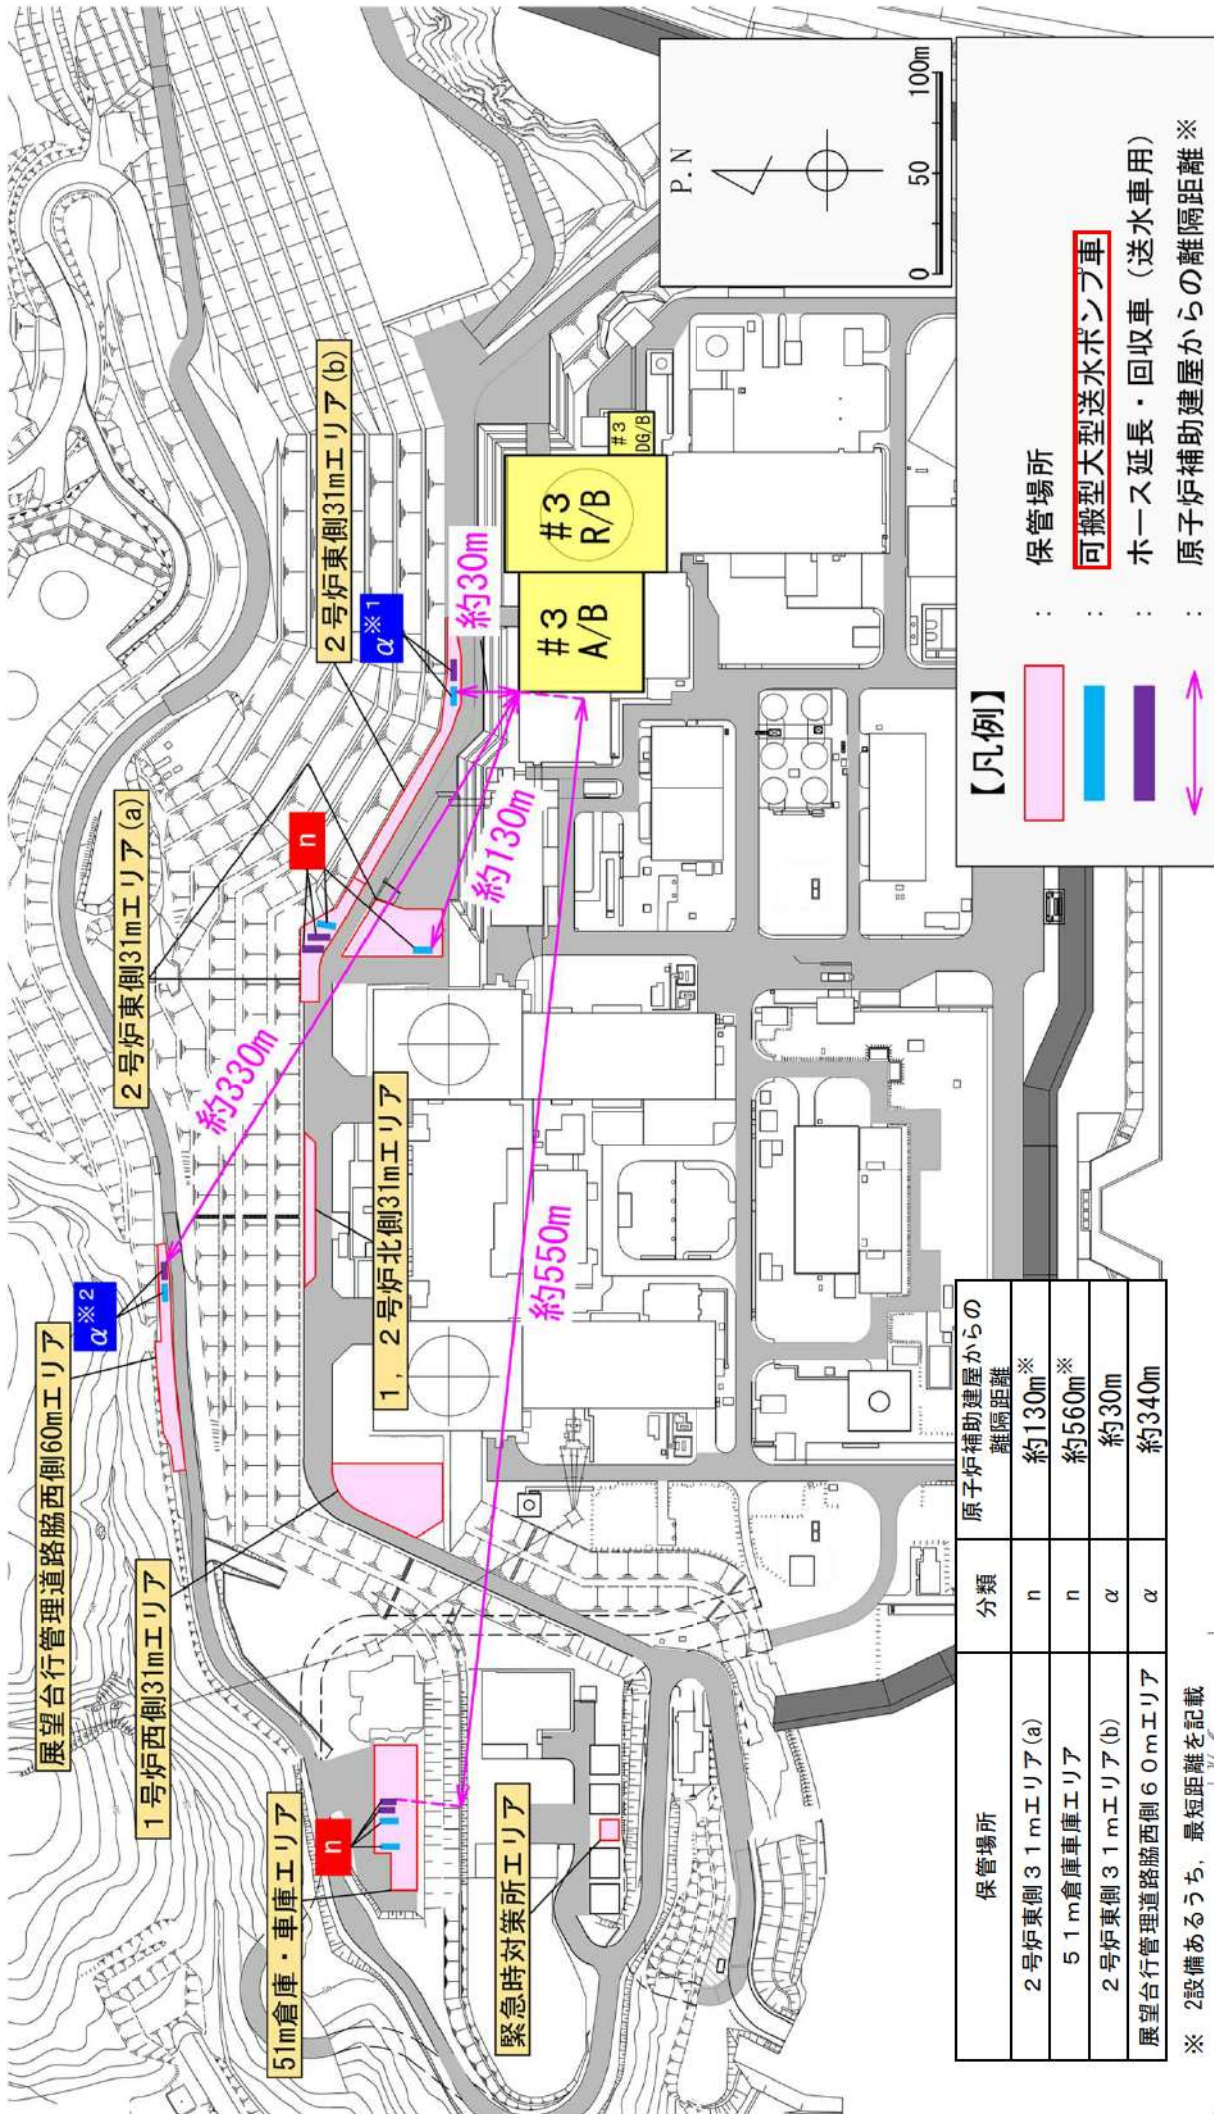 展望台行管理道路脇西側60mエリア
α※2
1号炉西側31mエリア
51m倉庫・車庫エリア
n
緊急時対策所エリア
1，2号炉北側31mエリア
2号炉東側31mエリア(a)
n
2号炉東側31mエリア(b)
α※1
約330m
約130m
約30m
約550m
#3
A/B
#3
R/B
#3
DG/B
P.N
0 50 100m
【凡例】
： 保管場所
： 可搬型大型送水ポンプ車
： ホース延長・回収車（送水車用）
： 原子炉補助建屋からの離隔距離※
保管場所 分類 原子炉補助建屋からの
離隔距離
2号炉東側31mエリア(a) n 約130m※
51m倉庫車庫エリア n 約560m※
2号炉東側31mエリア(b) α 約30m
展望台行管理道路脇西側60mエリア α 約340m
※ 2設備あるうち，最短距離を記載